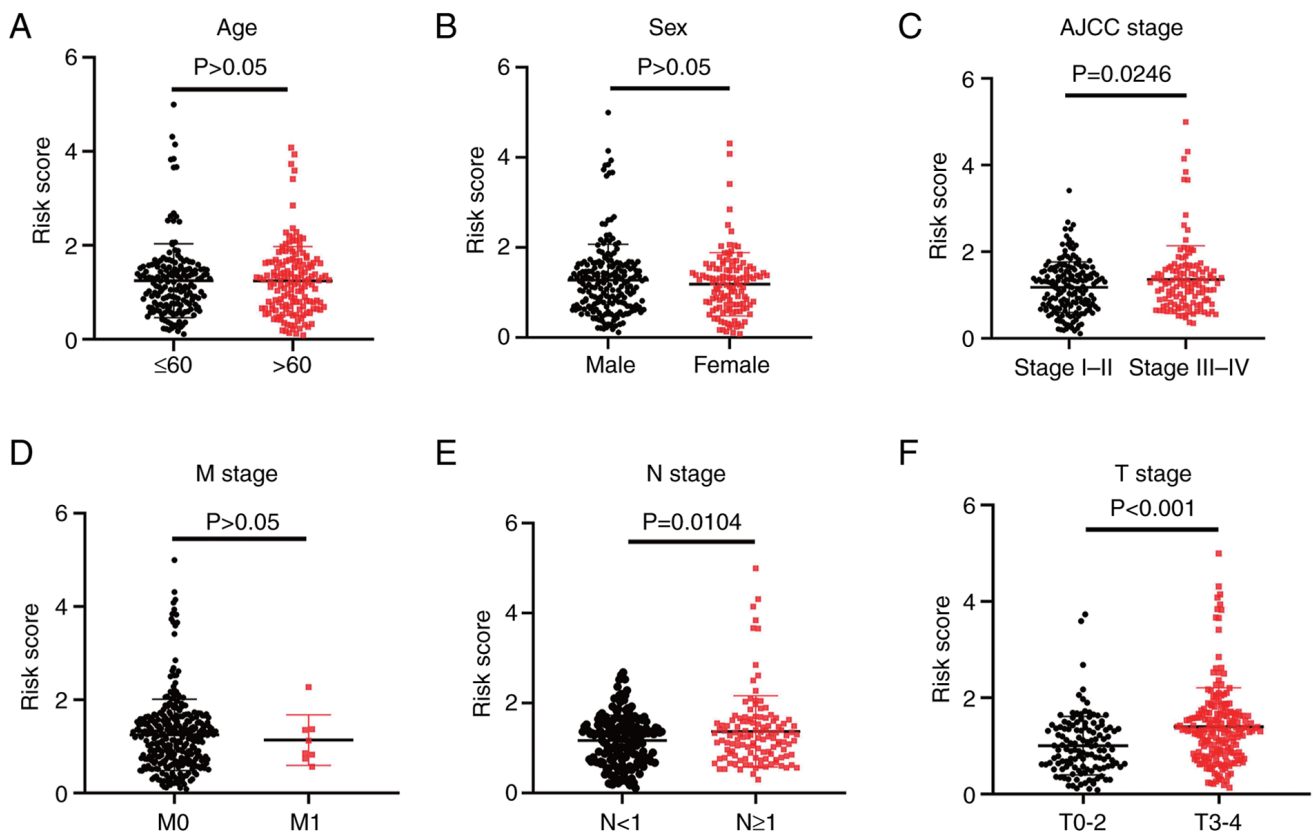 A
Age
P>0.05
6
4
2
0
Risk score
≤60
>60
B
Sex
P>0.05
6
4
2
0
Risk score
Male
Female
C
AJCC stage
P=0.0246
6
4
2
0
Risk score
Stage I–II
Stage III–IV
D
M stage
P>0.05
6
4
2
0
Risk score
M0
M1
E
N stage
P=0.0104
6
4
2
0
Risk score
N<1
N≥1
F
T stage
P<0.001
6
4
2
0
Risk score
T0-2
T3-4